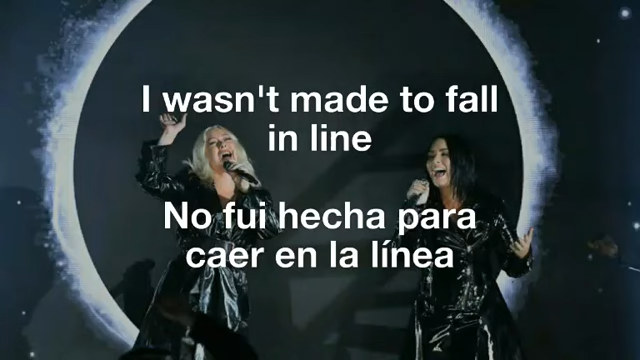 I wasn't made to fall
in line
No fui hecha para
caer en la línea